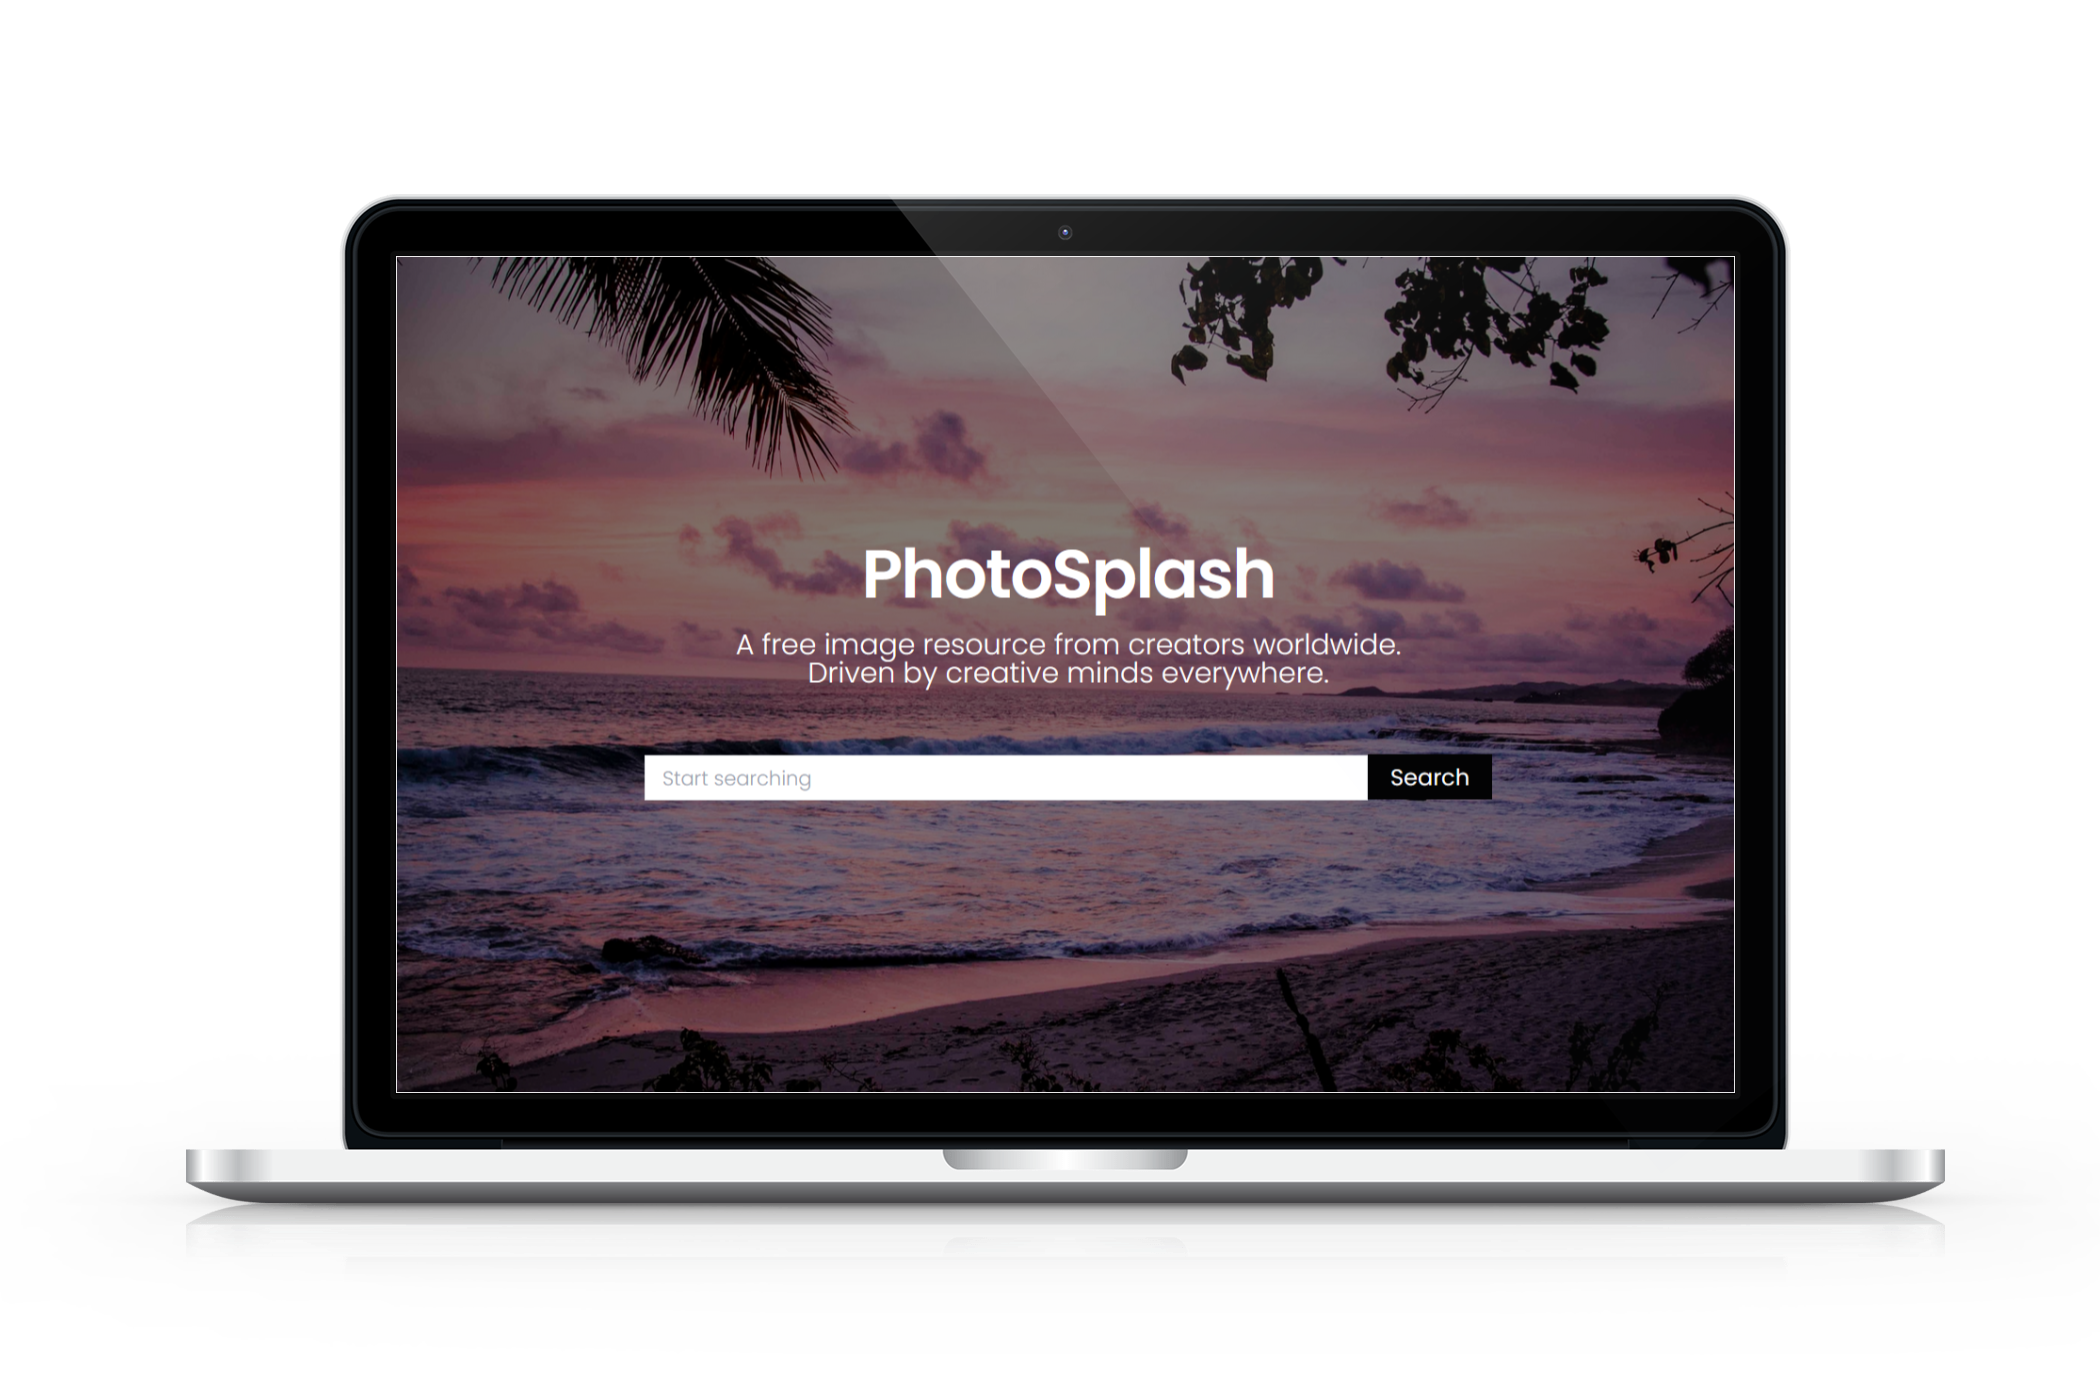 PhotoSplash
A free image resource from creators worldwide.
Driven by creative minds everywhere.
Start searching
Search